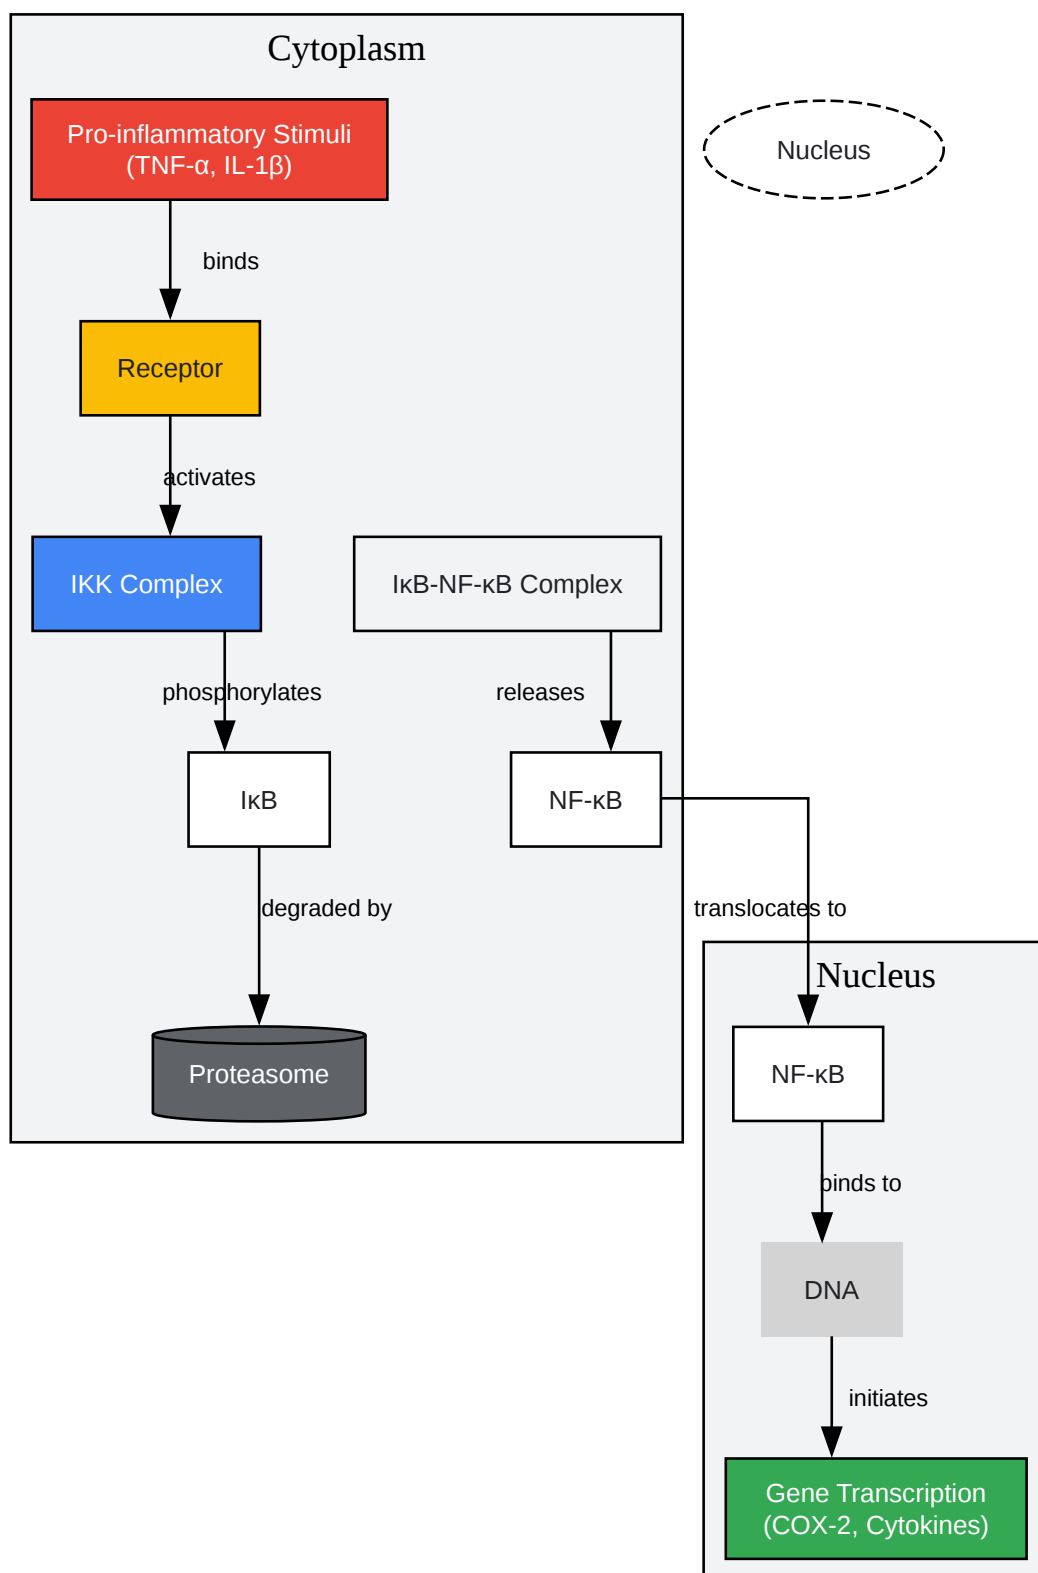 Cytoplasm
Pro-inflammatory Stimuli
(TNF-α, IL-1β)
Nucleus
binds
Receptor
activates
IKK Complex
IκB-NF-κB Complex
phosphorylates
releases
IκB
NF-κB
degraded by
translocates to
Nucleus
Proteasome
NF-κB
binds to
DNA
initiates
Gene Transcription
(COX-2, Cytokines)